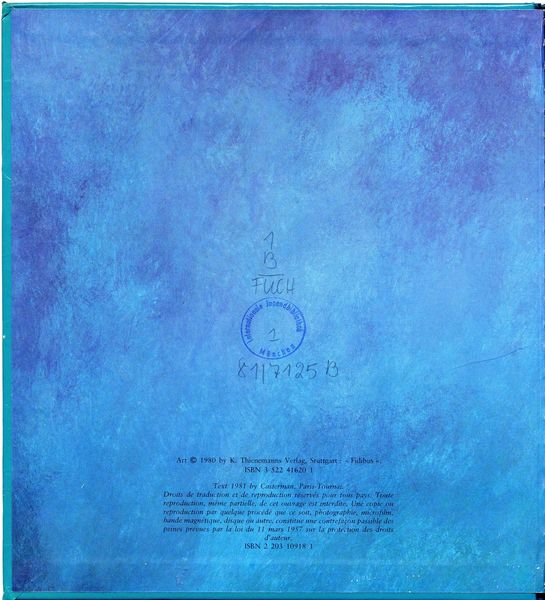 1
B
FUCH
Internationale Jugendbibliothek
1
München
81/7125 B
Art © 1980 by K. Thienemanns Verlag, Stuttgart : « Fidibus ».
ISBN 3 522 41620 1
Text 1981 by Casterman, Paris-Tournai.
Droits de traduction et de reproduction réservés pour tous pays. Toute
reproduction, même partielle, de cet ouvrage est interdite. Une copie ou
reproduction par quelque procédé que ce soit, photographie, microfilm,
bande magnétique, disque ou autre, constitue une contrefaçon passible des
peines prévues par la loi du 11 mars 1957 sur la protection des droits
d'auteur.
ISBN 2 203 10918 1